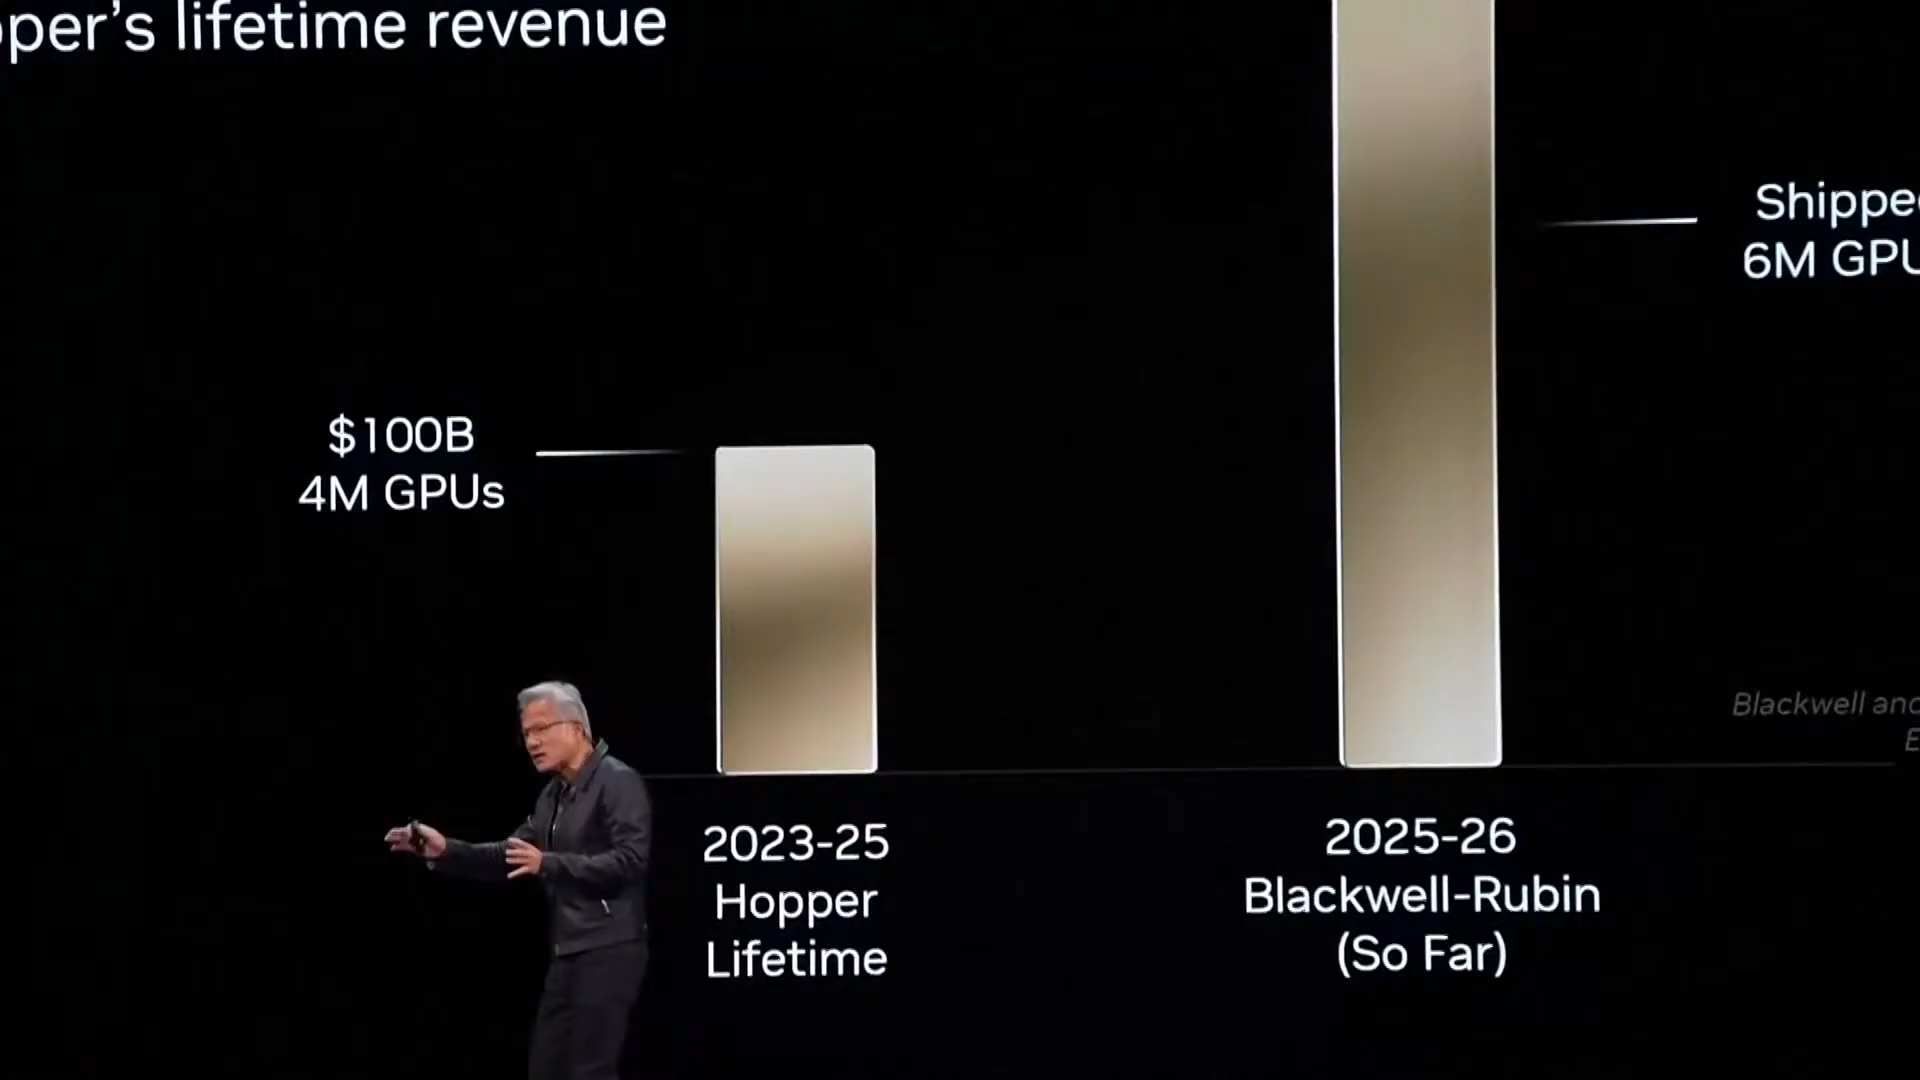 pper's lifetime revenue
Shippe
6M GPU
$100B
4M GPUs
Blackwell and
E
2023-25
Hopper
Lifetime
2025-26
Blackwell-Rubin
(So Far)